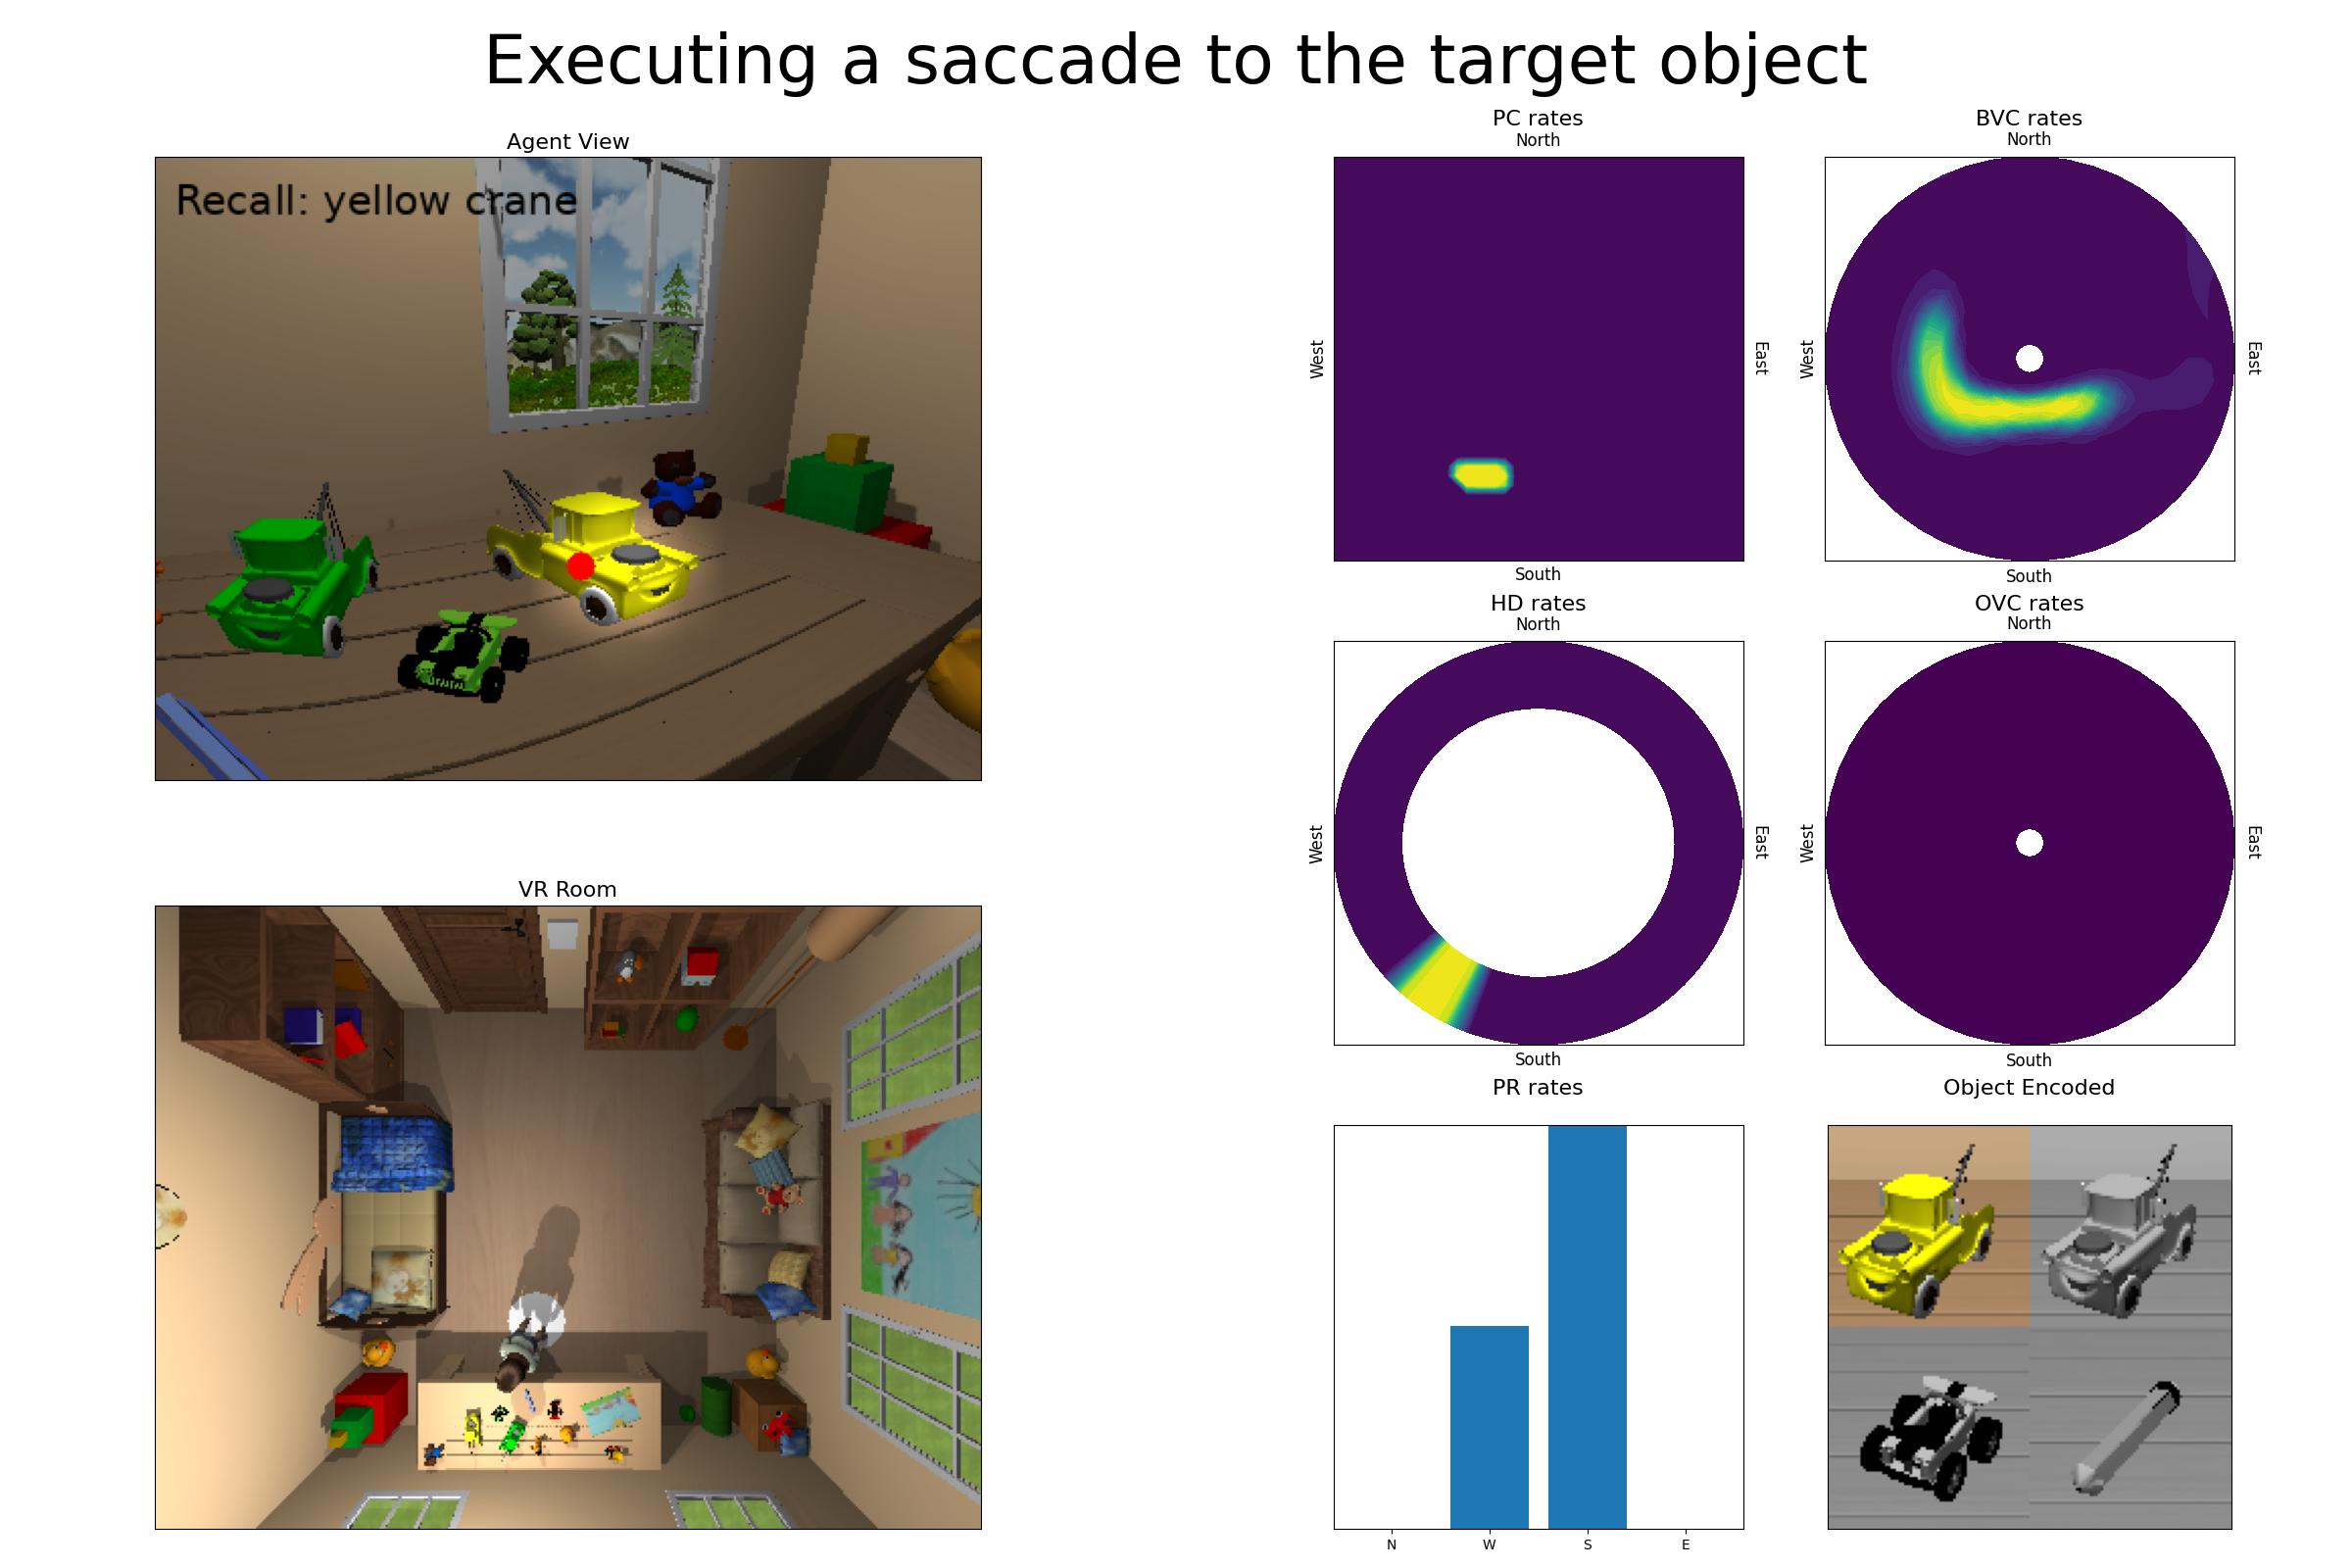 Executing a saccade to the target object
Agent View
Recall: yellow crane
PC rates
North
West
East
South
BVC rates
North
West
East
South
HD rates
North
West
East
South
OVC rates
North
West
East
South
VR Room
PR rates
N W S E
Object Encoded